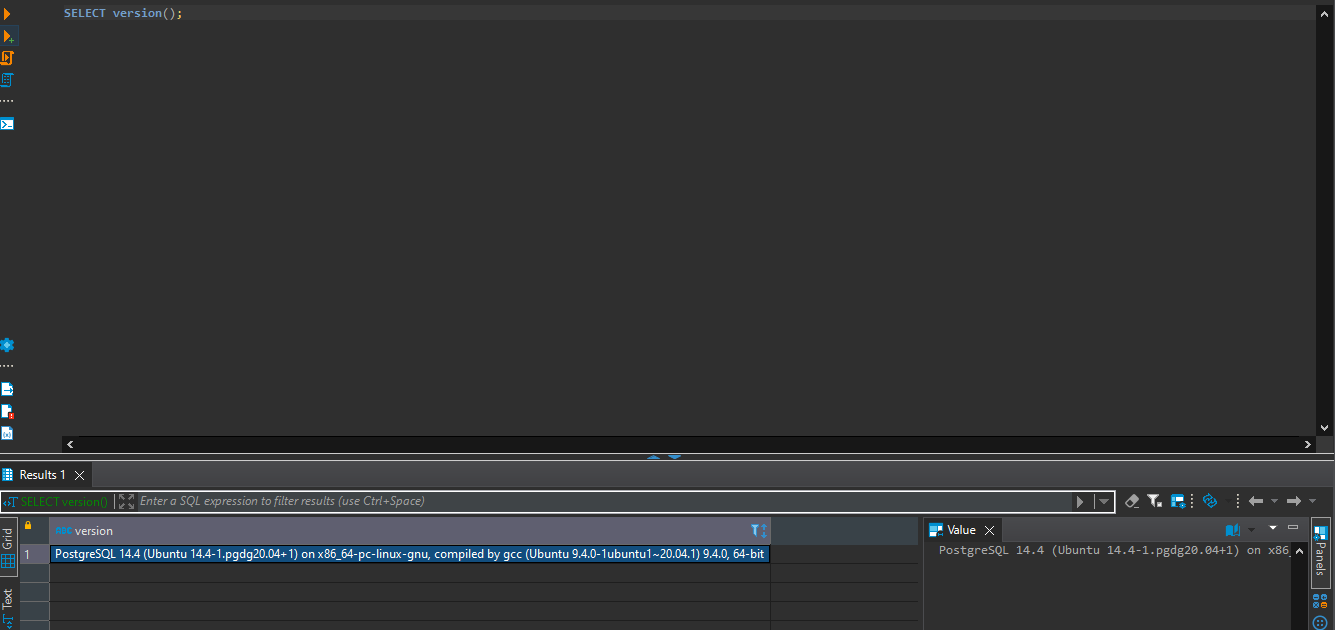 SELECT version();
Results 1
SELECT version()
Enter a SQL expression to filter results (use Ctrl+Space)
Grid
ABC version
Value
1
PostgreSQL 14.4 (Ubuntu 14.4-1.pgdg20.04+1) on x86_64-pc-linux-gnu, compiled by gcc (Ubuntu 9.4.0-1ubuntu1~20.04.1) 9.4.0, 64-bit
PostgreSQL 14.4 (Ubuntu 14.4-1.pgdg20.04+1) on x86_
Panels
Text